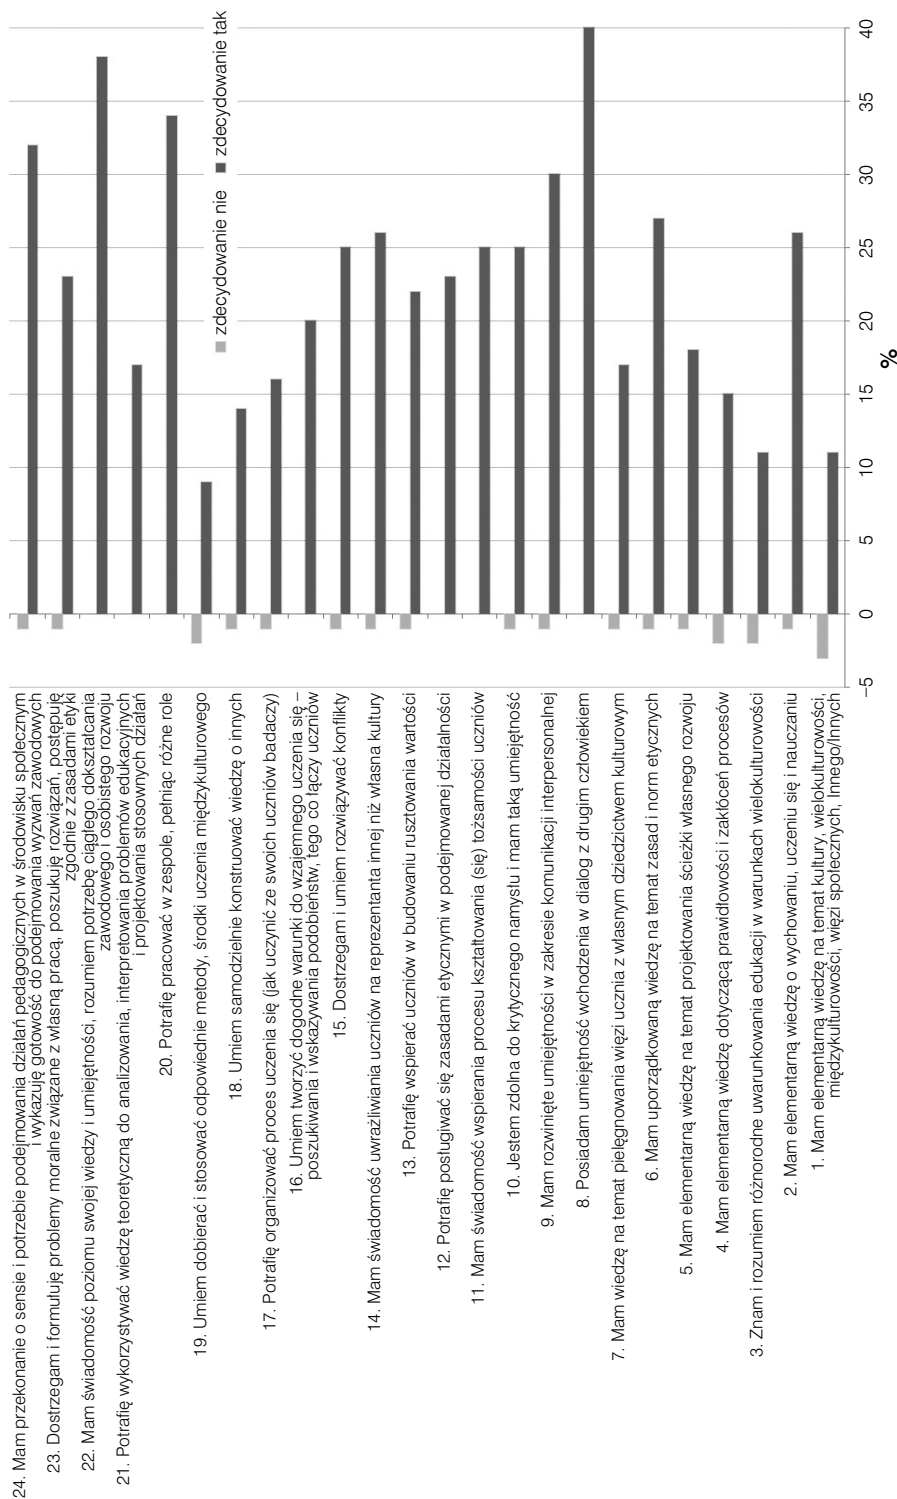 24. Mam przekonanie o sensie i potrzebie podejmowania działań pedagogicznych w środowisku społecznym
i wykazuję gotowość do podejmowania wyzwań zawodowych
23. Dostrzegam i formułuję problemy moralne związane z własną pracą, poszukuję rozwiązań, postępuję
zgodnie z zasadami etyki
22. Mam świadomość poziomu swojej wiedzy i umiejętności, rozumiem potrzebę ciągłego dokształcania
zawodowego i osobistego rozwoju
21. Potrafię wykorzystywać wiedzę teoretyczną do analizowania, interpretowania problemów edukacyjnych
i projektowania stosownych działań
20. Potrafię pracować w zespole, pełniąc różne role
19. Umiem dobierać i stosować odpowiednie metody, środki uczenia międzykulturowego
18. Umiem samodzielnie konstruować wiedzę o innych
17. Potrafię organizować proces uczenia się (jak uczynić ze swoich uczniów badaczy)
16. Umiem tworzyć dogodne warunki do wzajemnego uczenia się –
poszukiwania i wskazywania podobieństw, tego co łączy uczniów
15. Dostrzegam i umiem rozwiązywać konflikty
14. Mam świadomość uwrażliwiania uczniów na reprezentanta innej niż własna kultury
13. Potrafię wspierać uczniów w budowaniu rusztowania wartości
12. Potrafię posługiwać się zasadami etycznymi w podejmowanej działalności
11. Mam świadomość wspierania procesu kształtowania (się) tożsamości uczniów
10. Jestem zdolna do krytycznego namysłu i mam taką umiejętność
9. Mam rozwinięte umiejętności w zakresie komunikacji interpersonalnej
8. Posiadam umiejętność wchodzenia w dialog z drugim człowiekiem
7. Mam wiedzę na temat pielęgnowania więzi ucznia z własnym dziedzictwem kulturowym
6. Mam uporządkowaną wiedzę na temat zasad i norm etycznych
5. Mam elementarną wiedzę na temat projektowania ścieżki własnego rozwoju
4. Mam elementarną wiedzę dotyczącą prawidłowości i zakłóceń procesów
3. Znam i rozumiem różnorodne uwarunkowania edukacji w warunkach wielokulturowości
2. Mam elementarną wiedzę o wychowaniu, uczeniu się i nauczaniu
1. Mam elementarną wiedzę na temat kultury, wielokulturowości,
międzykulturowości, więzi społecznych, Innego/Innych
zdecydowanie nie zdecydowanie tak
–5 0 5 10 15 20 25 30 35 40
%